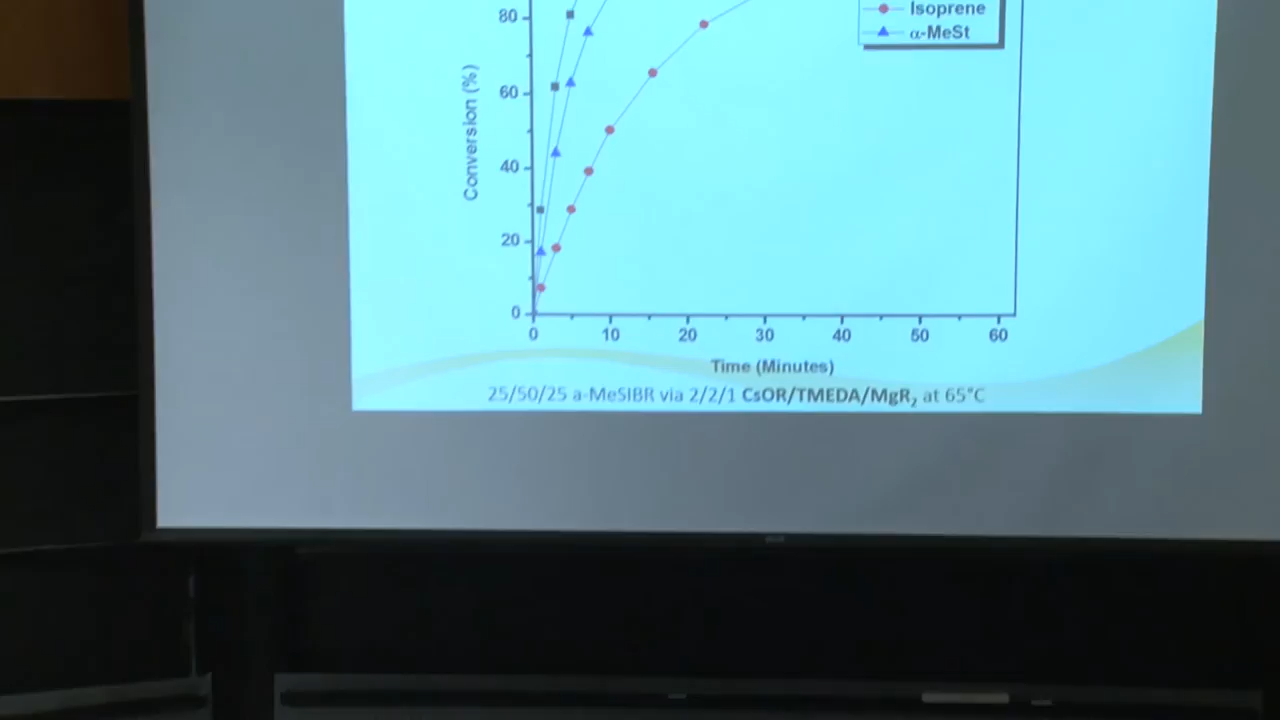 80
Isoprene
α-MeSt
60
Conversion (%)
40
20
0
0 10 20 30 40 50 60
Time (Minutes)
25/50/25 a-MeSIBR via 2/2/1 CsOR/TMEDA/MgR₂ at 65°C